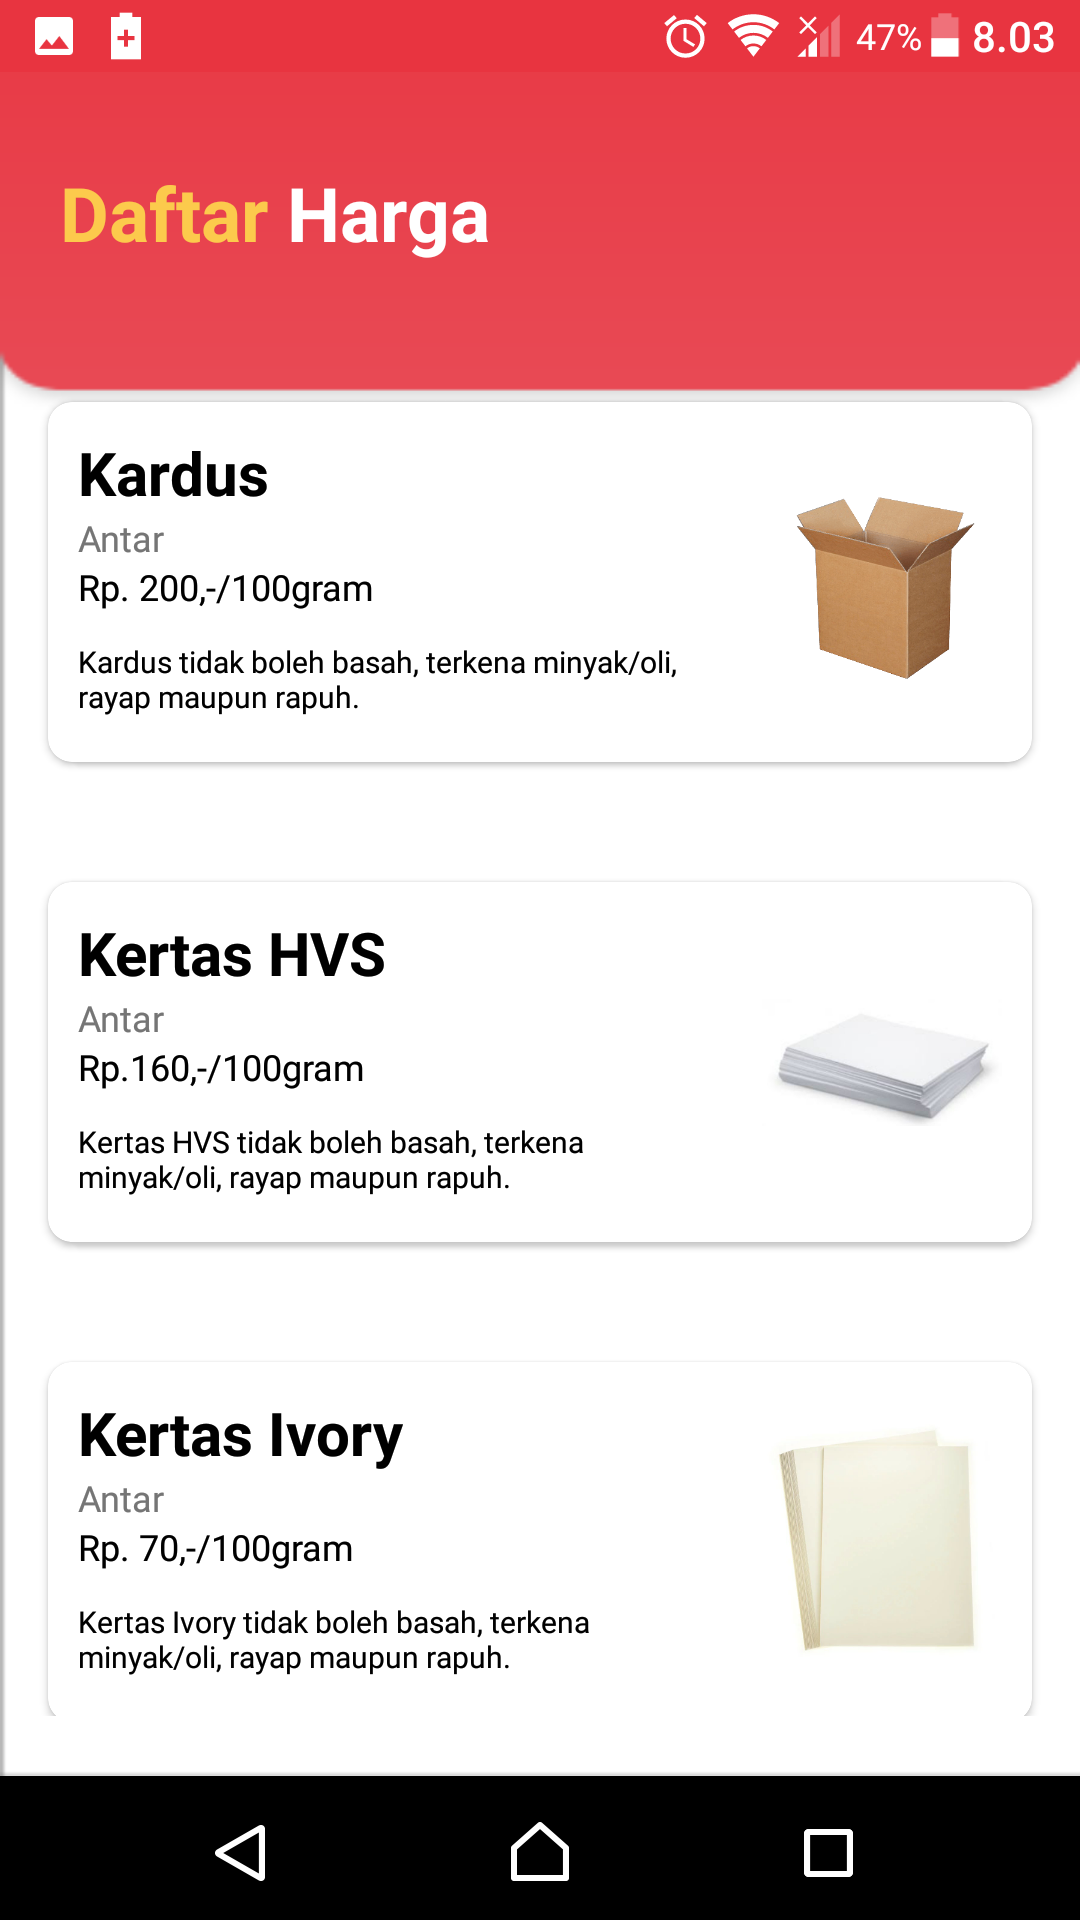 47% 8.03
Daftar Harga
Kardus
Antar
Rp. 200,-/100gram
Kardus tidak boleh basah, terkena minyak/oli,
rayap maupun rapuh.
Kertas HVS
Antar
Rp.160,-/100gram
Kertas HVS tidak boleh basah, terkena
minyak/oli, rayap maupun rapuh.
Kertas Ivory
Antar
Rp. 70,-/100gram
Kertas Ivory tidak boleh basah, terkena
minyak/oli, rayap maupun rapuh.